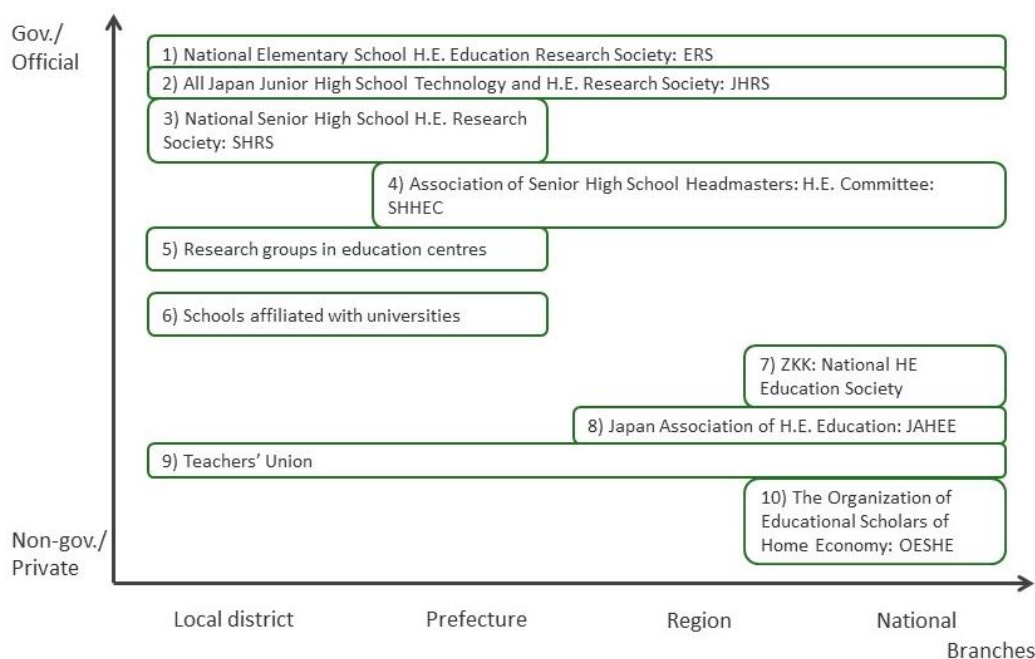 Gov./
Official
1) National Elementary School H.E. Education Research Society: ERS
2) All Japan Junior High School Technology and H.E. Research Society: JHRS
3) National Senior High School H.E. Research
Society: SHRS
4) Association of Senior High School Headmasters: H.E. Committee:
SHHEC
5) Research groups in education centres
6) Schools affiliated with universities
7) ZKK: National HE
Education Society
8) Japan Association of H.E. Education: JAHEE
9) Teachers’ Union
10) The Organization of
Educational Scholars of
Home Economy: OESHE
Non-gov./
Private
Local district
Prefecture
Region
National
Branches